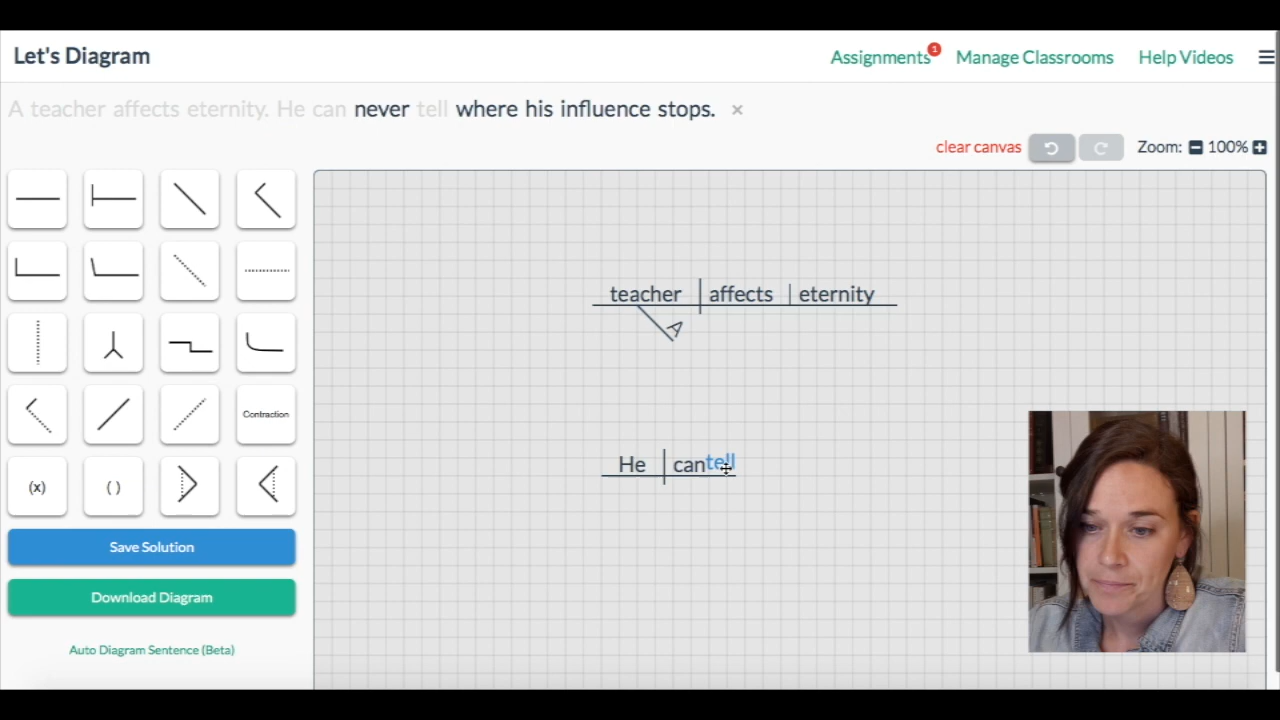 Let's Diagram
Assignments 1 Manage Classrooms Help Videos
A teacher affects eternity. He can never tell where his influence stops. ×
clear canvas Zoom: 100%
teacher affects eternity
A
He can tell
Contraction
(x) ( )
Save Solution
Download Diagram
Auto Diagram Sentence (Beta)